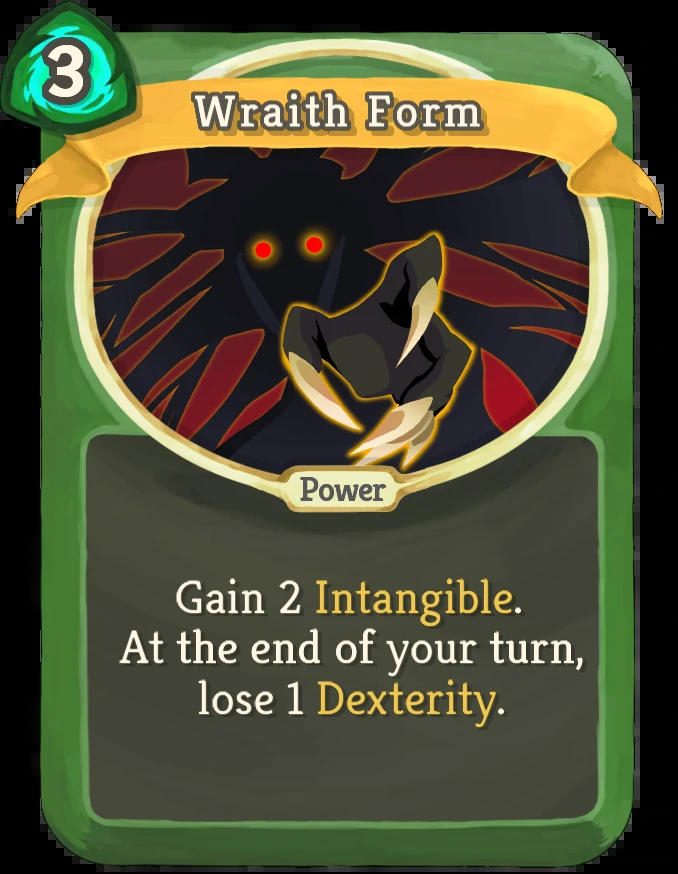 3
Wraith Form
Power
Gain 2 Intangible.
At the end of your turn,
lose 1 Dexterity.